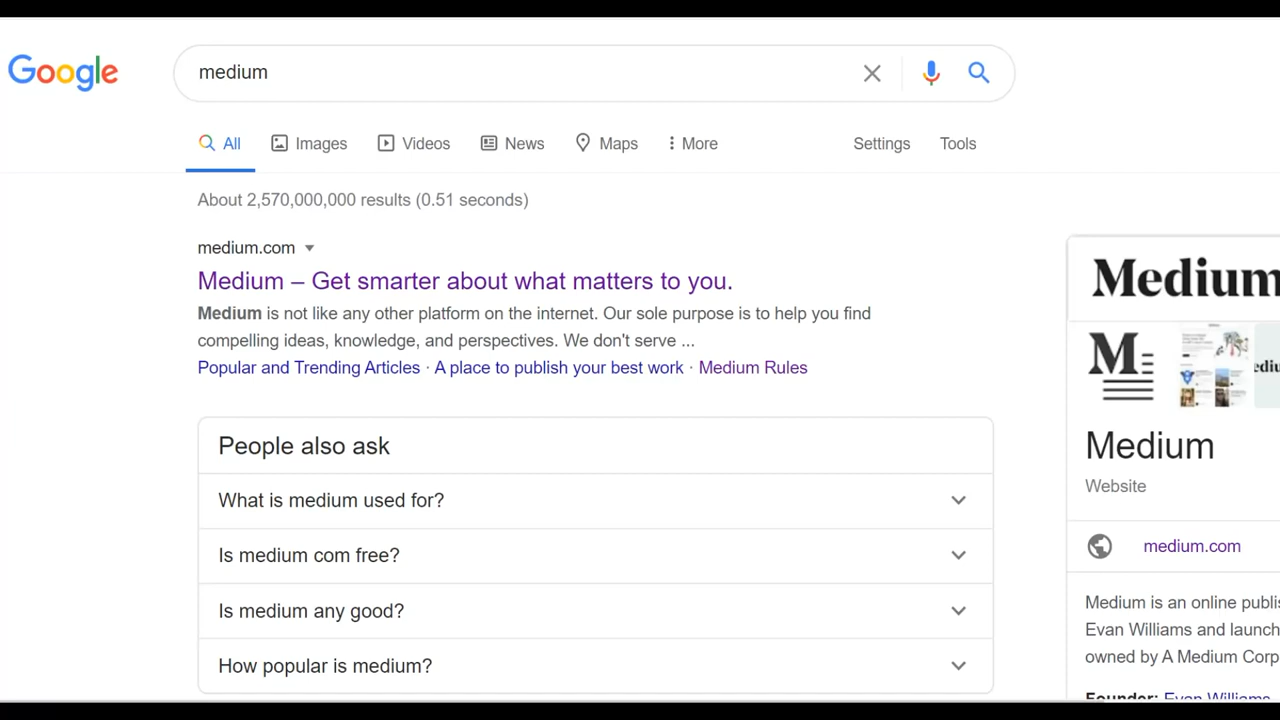 Google
medium
All
Images
Videos
News
Maps
More
Settings
Tools
About 2,570,000,000 results (0.51 seconds)
medium.com
Medium – Get smarter about what matters to you.
Medium is not like any other platform on the internet. Our sole purpose is to help you find
compelling ideas, knowledge, and perspectives. We don't serve ...
Popular and Trending Articles · A place to publish your best work · Medium Rules
People also ask
What is medium used for?
Is medium com free?
Is medium any good?
How popular is medium?
Medium
M
Medium
Website
medium.com
Medium is an online
Evan Williams and
owned by A Medium Corp
Founder: Evan Williams